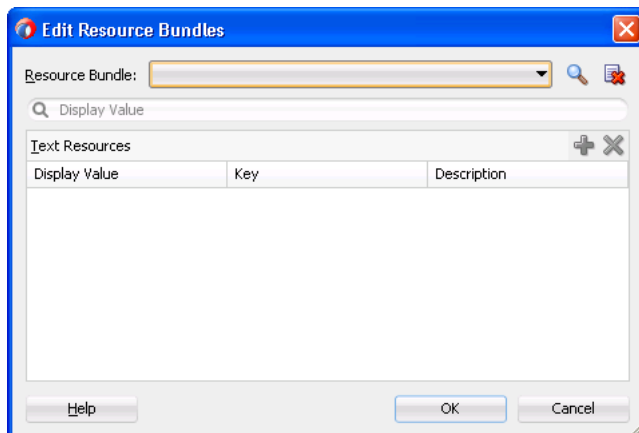 Edit Resource Bundles
Resource Bundle:
Display Value
Text Resources
Display Value Key Description
Help OK Cancel